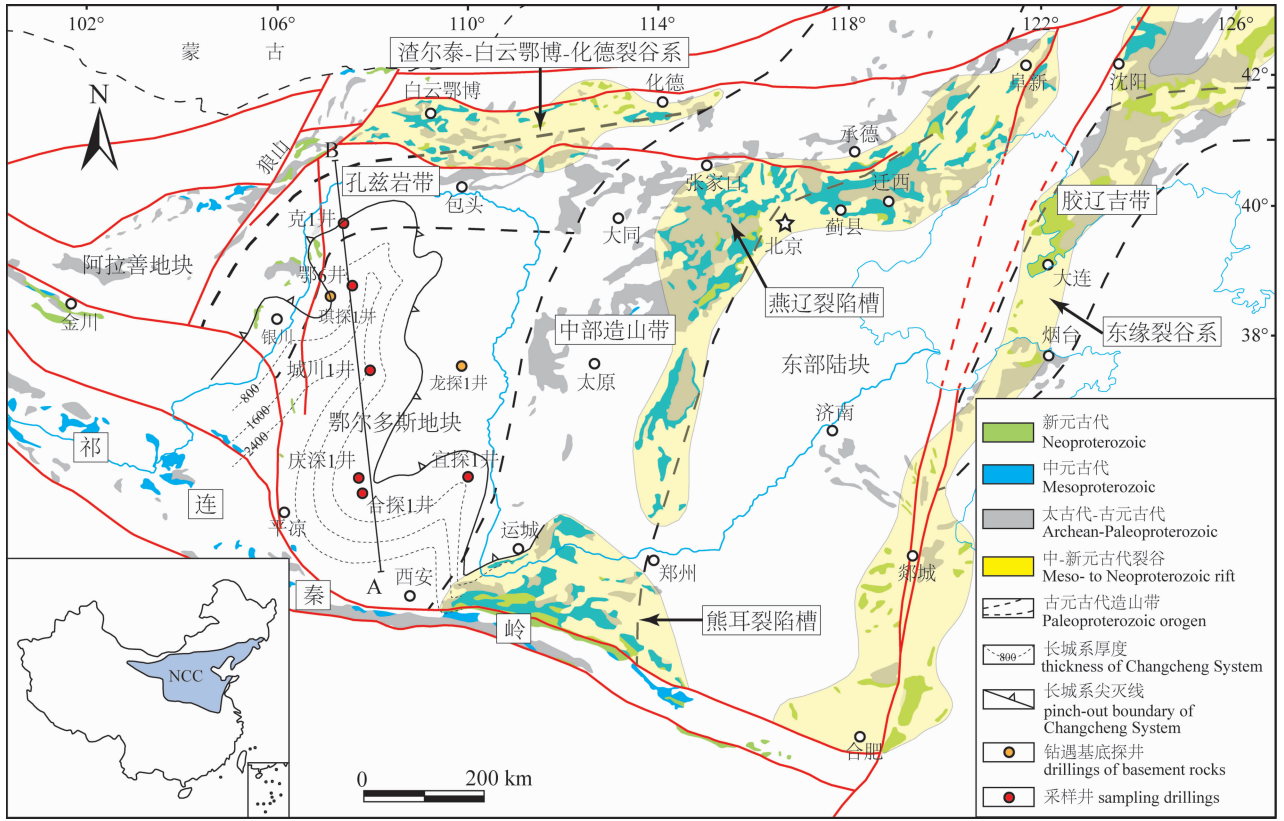 102°
106°
110°
114°
118°
122°
126°
蒙 古
渣尔泰-白云鄂博-化德裂谷系
42°
N
白云鄂博
化德
阜新
沈阳
狼山
B
孔兹岩带
包头
承德
张家口
迁西
蓟县
胶辽吉带
40°
克1井
大同
北京
阿拉善地块
鄂6井
大连
燕辽裂陷槽
金川
棋探1井
银川
中部造山带
东缘裂谷系
38°
烟台
城川1井
龙探1井
太原
东部陆块
800
1600
2400
鄂尔多斯地块
济南
祁
连
庆深1井
宜探1井
合探1井
平凉
运城
郑州
郯城
A
西安
秦
岭
熊耳裂陷槽
合肥
NCC
0
200 km
新元古代
Neoproterozoic
中元古代
Mesoproterozoic
太古代-古元古代
Archean-Paleoproterozoic
中-新元古代裂谷
Meso- to Neoproterozoic rift
古元古代造山带
Paleoproterozoic orogen
800
长城系厚度
thickness of Changcheng System
长城系尖灭线
pinch-out boundary of
Changcheng System
钻遇基底探井
drillings of basement rocks
采样井 sampling drillings